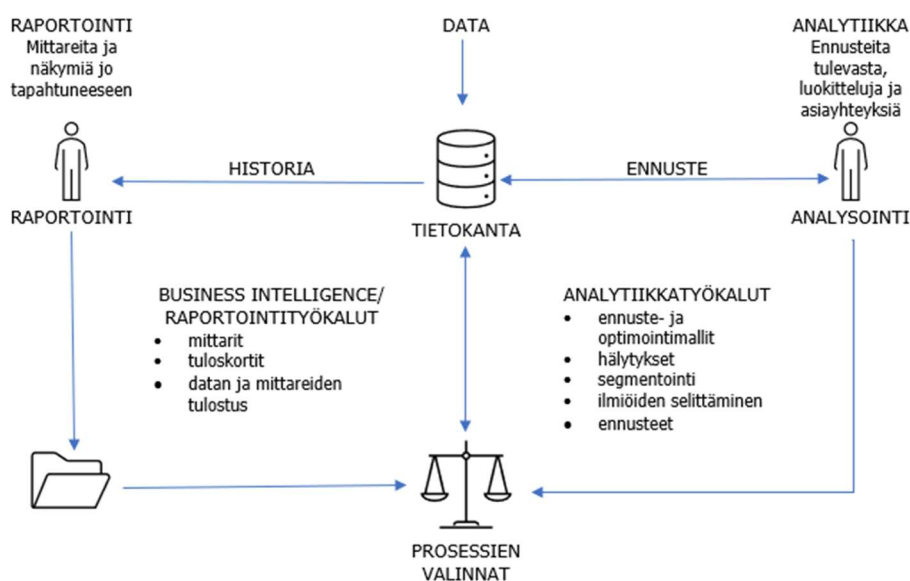 RAPORTOINTI
Mittareita ja
näkymiä jo
tapahtuneeseen
DATA
ANALYTIIKKA
Ennusteita
tulevasta,
luokitteluja ja
asiayhteyksiä
HISTORIA
ENNUSTE
RAPORTOINTI
TIETOKANTA
ANALYSOINTI
BUSINESS INTELLIGENCE/
RAPORTOINTITYÖKALUT
• mittarit
• tuloskortit
• datan ja mittareiden
tulostus
ANALYTIIKKATYÖKALUT
• ennuste- ja
optimointimallit
• hälytykset
• segmentointi
• ilmiöiden selittäminen
• ennusteet
PROSESSIEN
VALINNAT